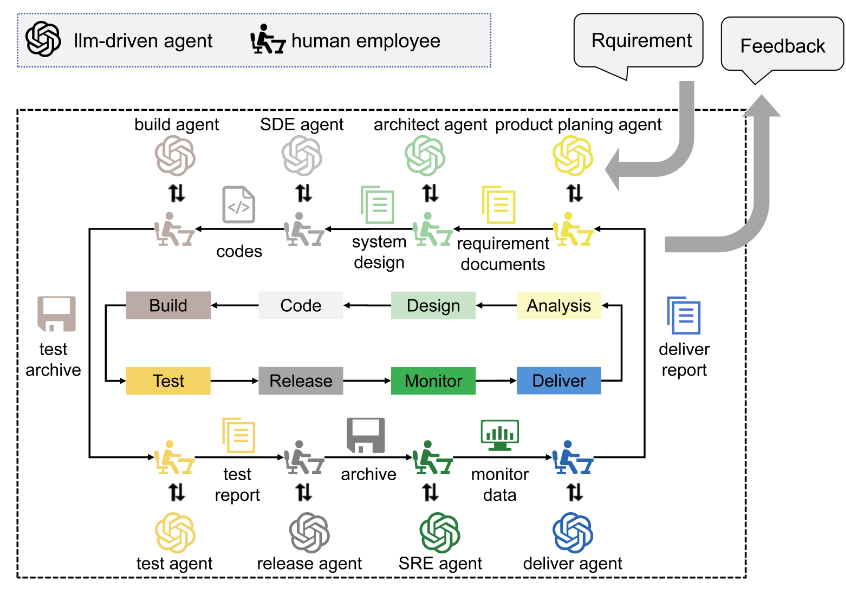 llm-driven agent
human employee
Rquirement
Feedback
build agent
SDE agent
architect agent
product planing agent
</>
codes
system
design
requirement
documents
Build
Code
Design
Analysis
test
archive
deliver
report
Test
Release
Monitor
Deliver
test
report
archive
monitor
data
test agent
release agent
SRE agent
deliver agent